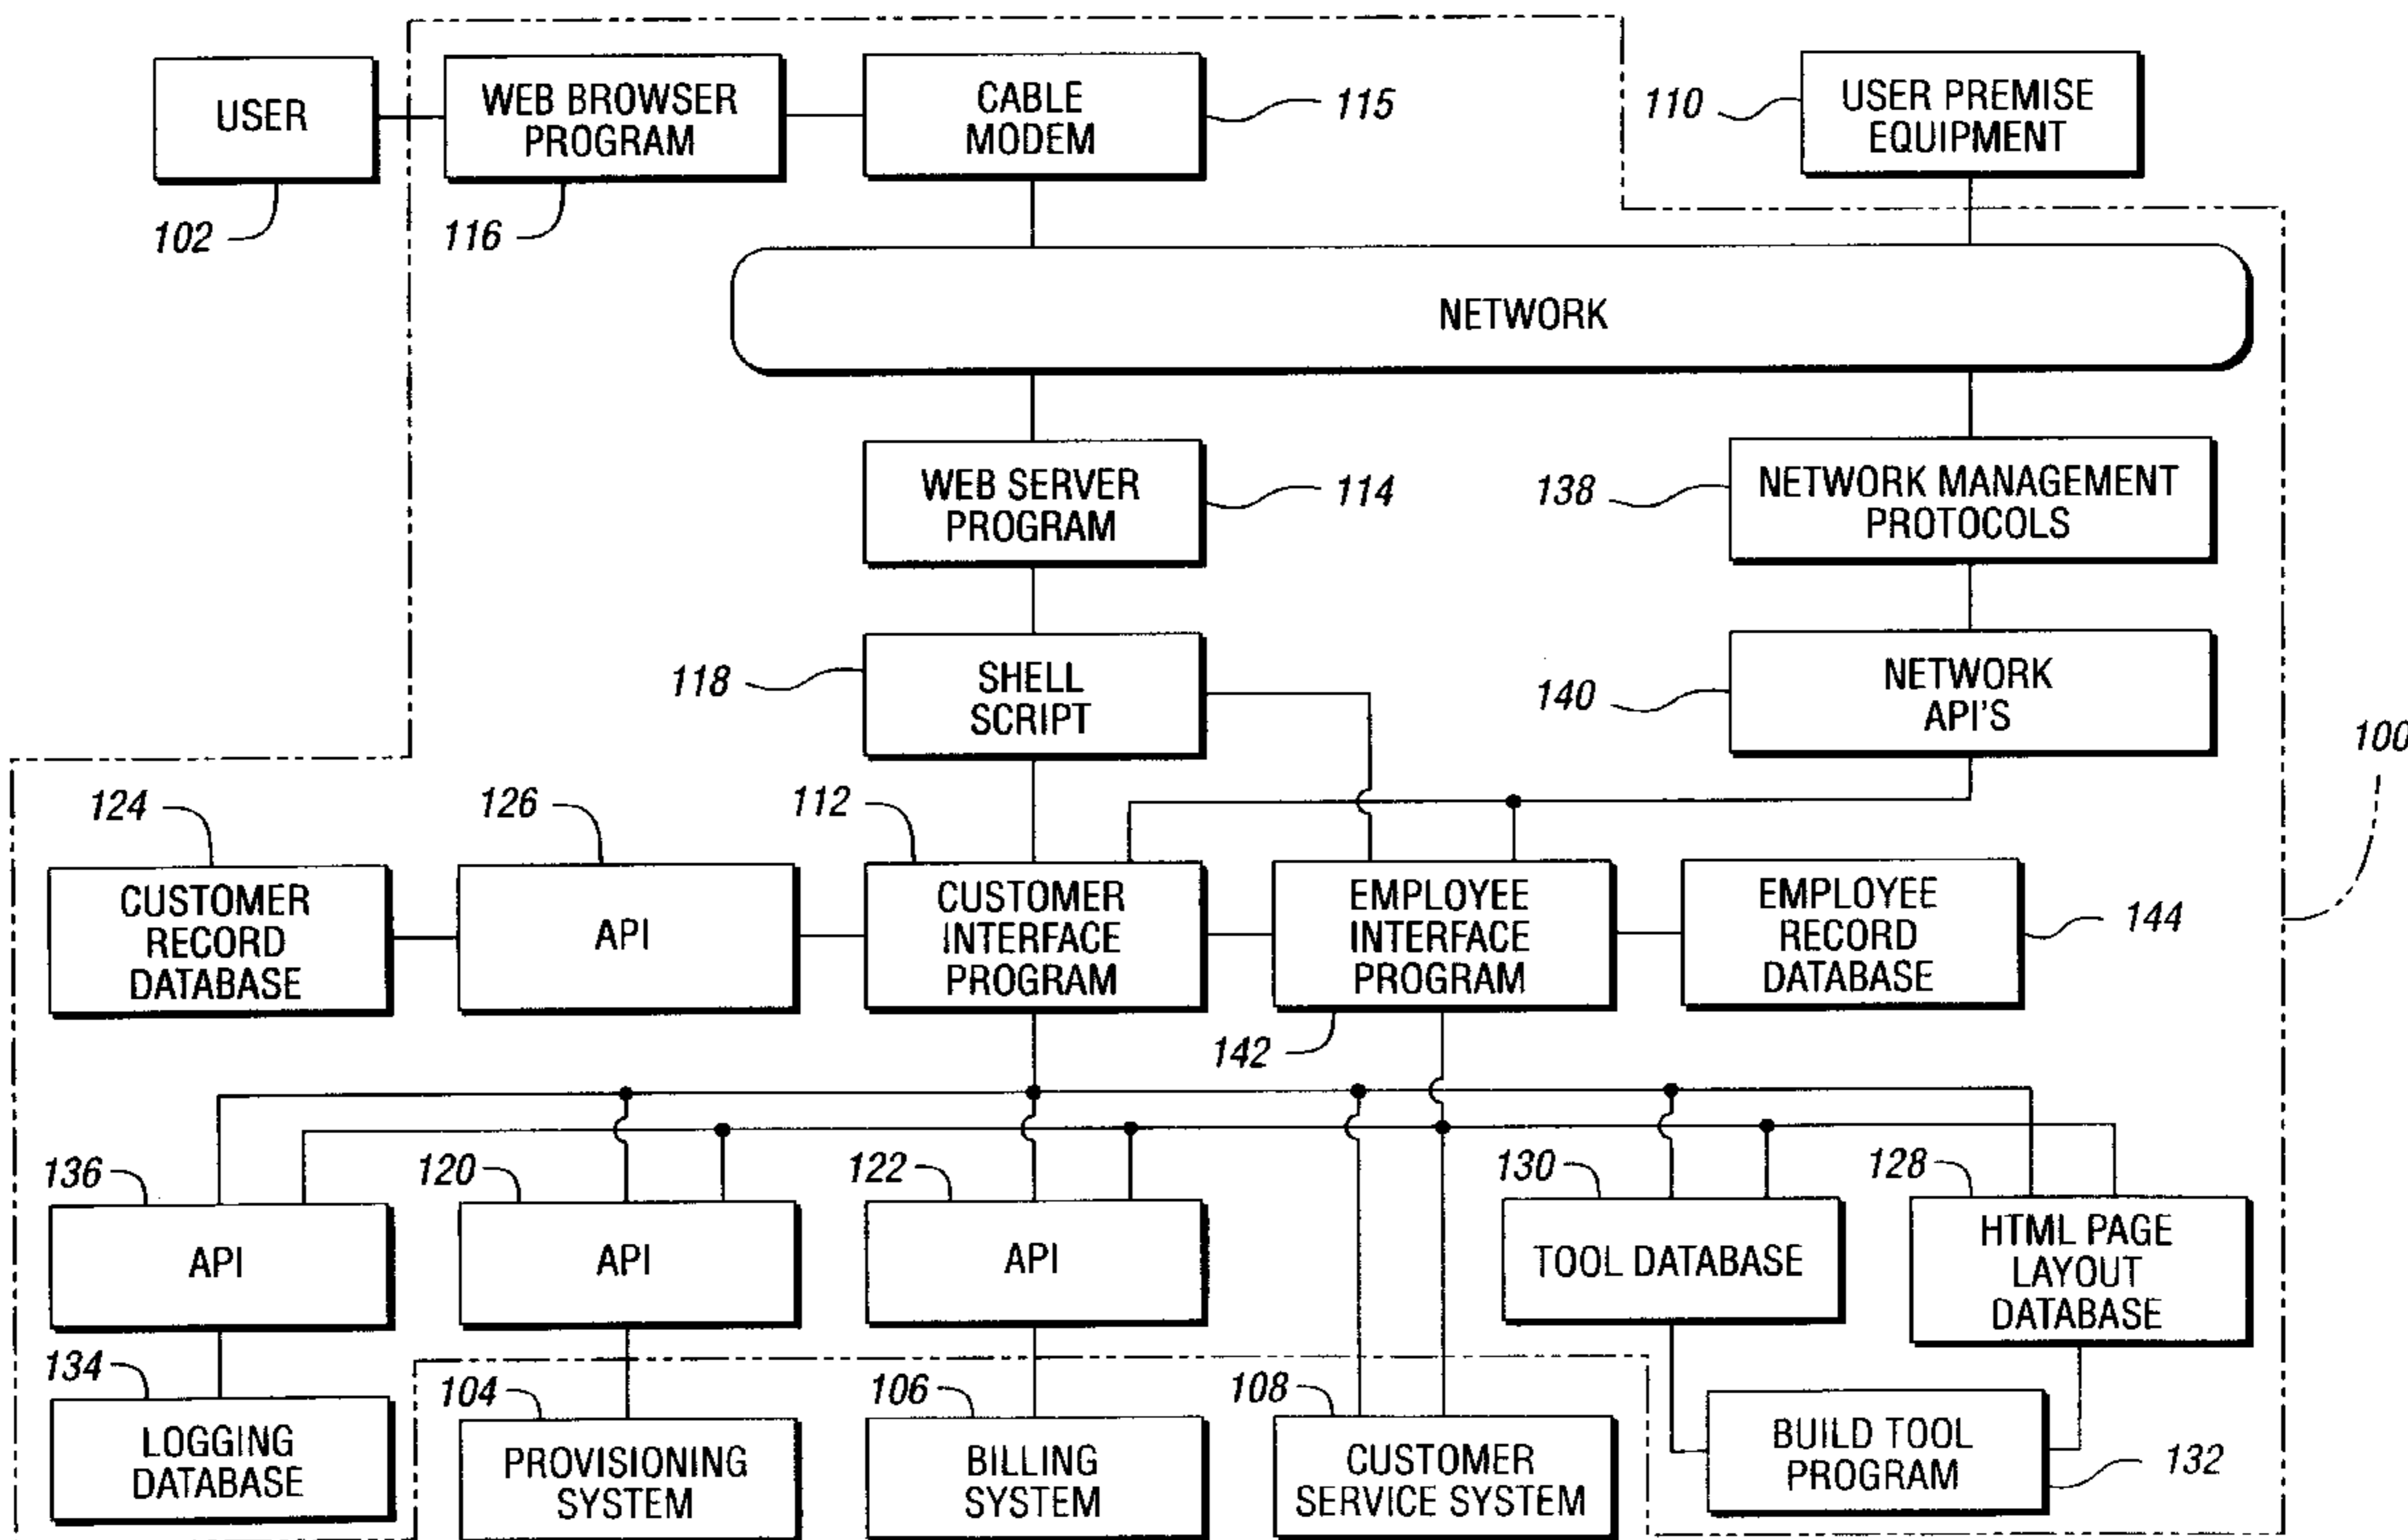 USER
102
WEB BROWSER
PROGRAM
116
CABLE
MODEM
115
110
USER PREMISE
EQUIPMENT
NETWORK
WEB SERVER
PROGRAM
114
138
NETWORK MANAGEMENT
PROTOCOLS
118
SHELL
SCRIPT
140
NETWORK
API'S
100
124
CUSTOMER
RECORD
DATABASE
126
API
112
CUSTOMER
INTERFACE
PROGRAM
EMPLOYEE
INTERFACE
PROGRAM
142
EMPLOYEE
RECORD
DATABASE
144
136
API
120
API
122
API
130
TOOL DATABASE
128
HTML PAGE
LAYOUT
DATABASE
134
LOGGING
DATABASE
104
PROVISIONING
SYSTEM
106
BILLING
SYSTEM
108
CUSTOMER
SERVICE SYSTEM
BUILD TOOL
PROGRAM
132